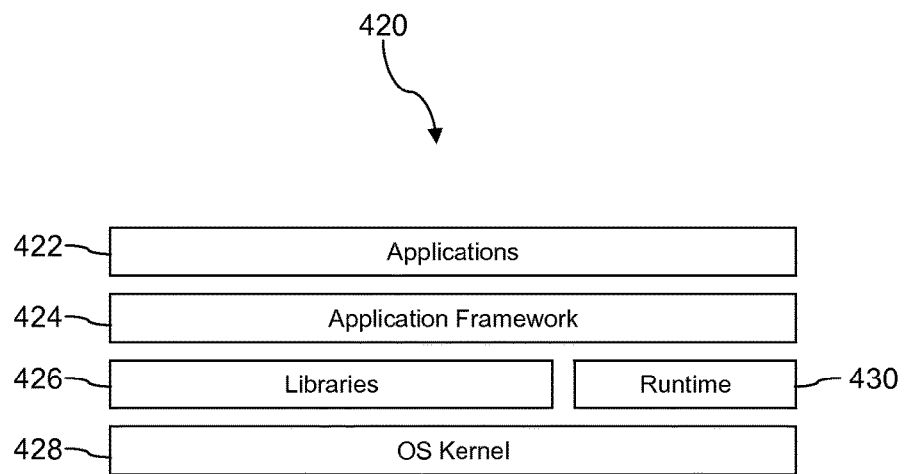 420
422 Applications
424 Application Framework
426 Libraries Runtime 430
428 OS Kernel